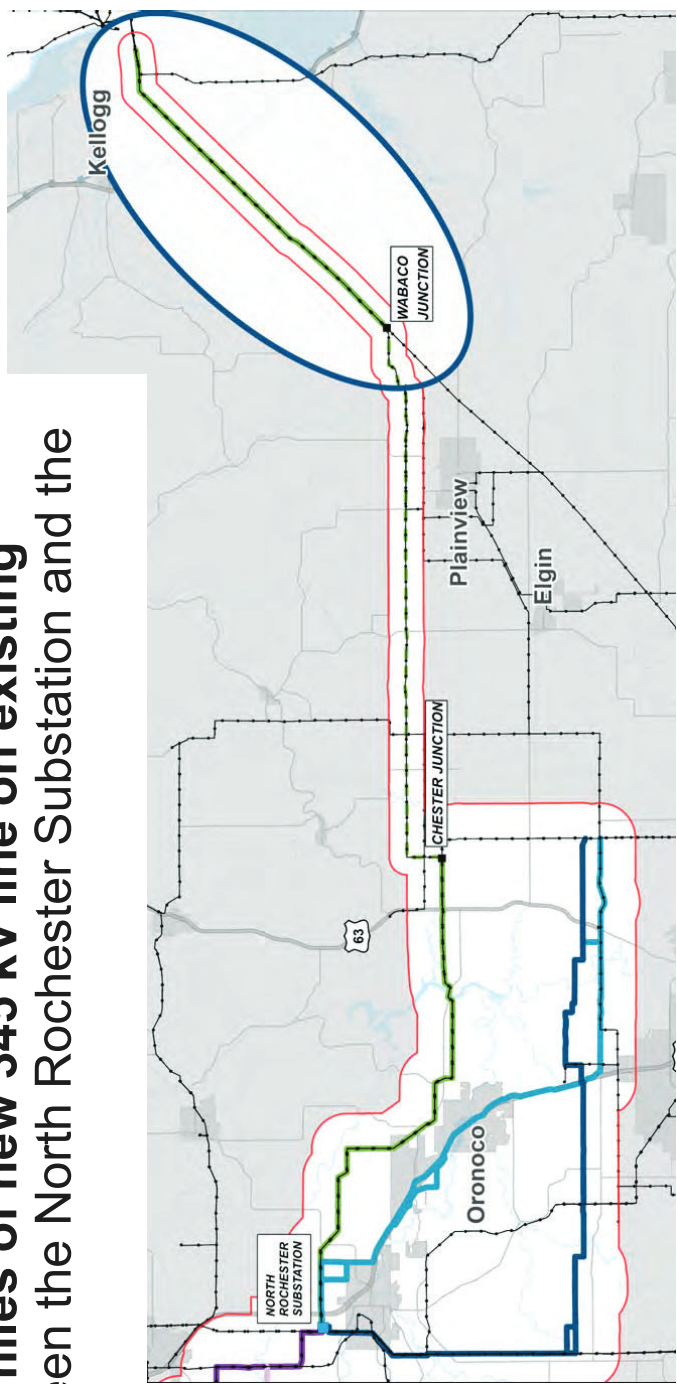 miles of new 345 kV line on existing
een the North Rochester Substation and the
Kellogg
WABACO
JUNCTION
Plainview
Elgin
CHESTER JUNCTION
63
NORTH
ROCHESTER
SUBSTATION
Oronoco